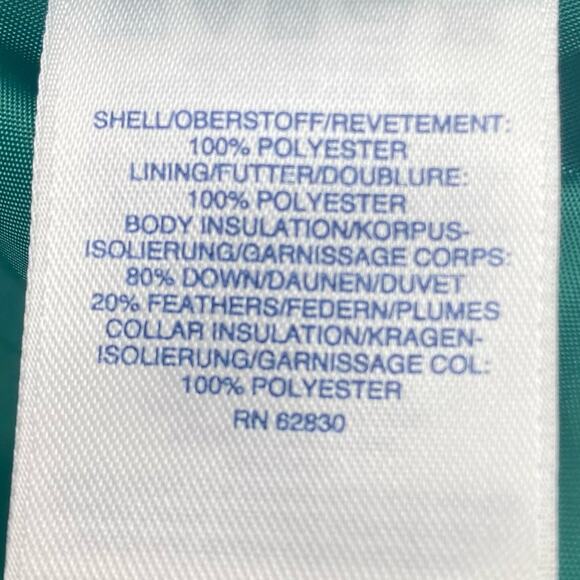 SHELL/OBERSTOFF/REVETEMENT:
100% POLYESTER
LINING/FUTTER/DOUBLURE:
100% POLYESTER
BODY INSULATION/KORPUS-
ISOLIERUNG/GARNISSAGE CORPS:
80% DOWN/DAUNEN/DUVET
20% FEATHERS/FEDERN/PLUMES
COLLAR INSULATION/KRAGEN-
ISOLIERUNG/GARNISSAGE COL:
100% POLYESTER
RN 62830